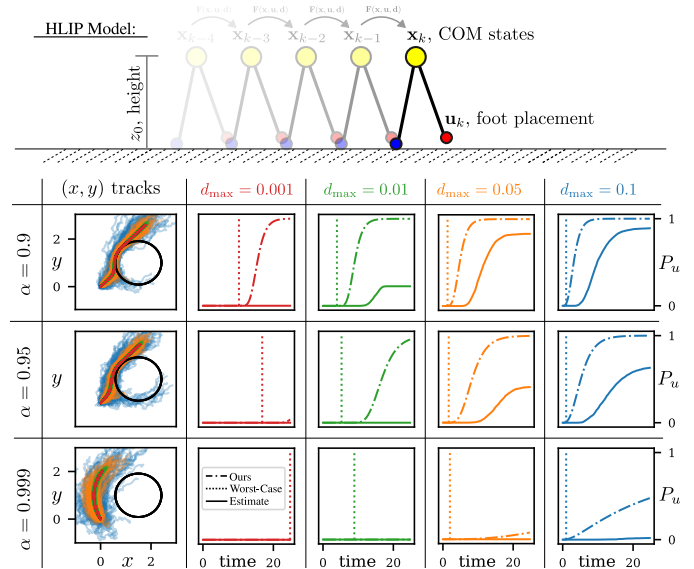 F(x, u, d) F(x, u, d) F(x, u, d) F(x, u, d)
HLIP Model:
x_{k−4} x_{k−3} x_{k−2} x_{k−1} x_k, COM states
z_0, height
u_k, foot placement
(x, y) tracks d_max = 0.001 d_max = 0.01 d_max = 0.05 d_max = 0.1
α = 0.9
2
y
0
1
P_u
0
α = 0.95
y
1
P_u
0
α = 0.999
2
y
0
Ours
Worst-Case
Estimate
1
P_u
0
0 2 0 20 0 20 0 20 0 20
x time time time time